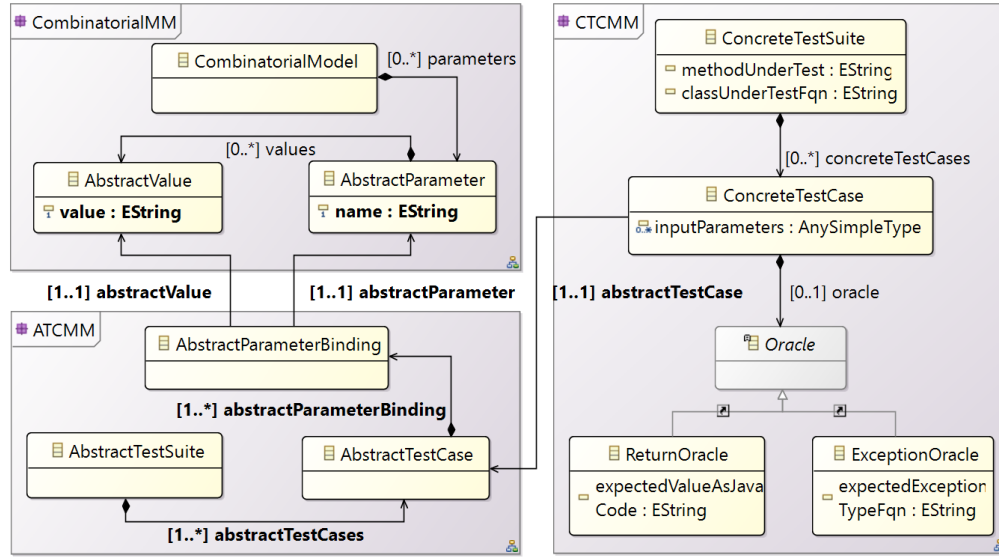 CombinatorialMM
CombinatorialModel
[0..*] parameters
[0..*] values
AbstractValue
value : EString
AbstractParameter
name : EString
[1..1] abstractValue
[1..1] abstractParameter
ATCMM
AbstractParameterBinding
[1..*] abstractParameterBinding
AbstractTestSuite
AbstractTestCase
[1..*] abstractTestCases
CTCMM
ConcreteTestSuite
methodUnderTest : EString
classUnderTestFqn : EString
[0..*] concreteTestCases
ConcreteTestCase
0..* inputParameters : AnySimpleType
[1..1] abstractTestCase
[0..1] oracle
Oracle
ReturnOracle
expectedValueAsJava
Code : EString
ExceptionOracle
expectedException
TypeFqn : EString